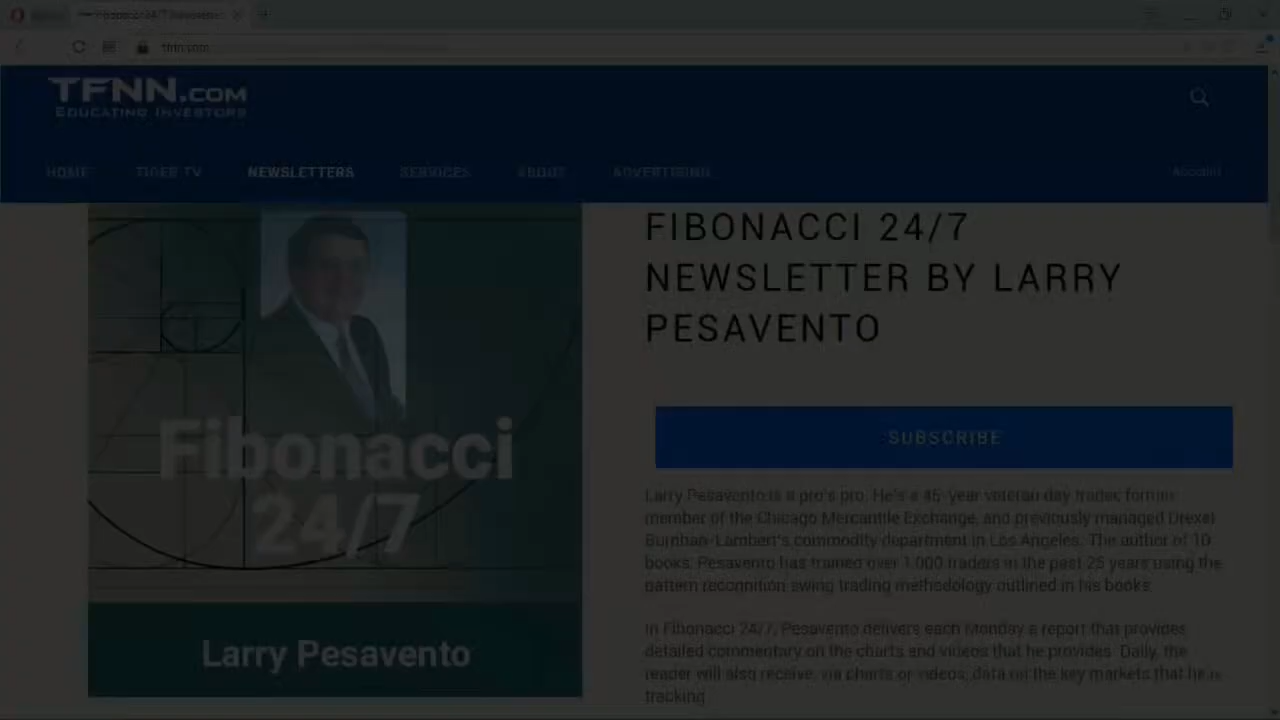 tfnn.com
TFNN.COM
EDUCATING INVESTORS
HOME TIGER TV NEWSLETTERS SERVICES ABOUT ADVERTISING Account
FIBONACCI 24/7
NEWSLETTER BY LARRY
PESAVENTO
SUBSCRIBE
Fibonacci
24/7
Larry Pesavento
Larry Pesavento is a pro's pro. He's a 45- year veteran day trader, former
member of the Chicago Mercantile Exchange, and previously managed Drexel
Burnham-Lambert's commodity department in Los Angeles. The author of 10
books, Pesavento has trained over 1,000 traders in the past 25 years using the
pattern recognition swing trading methodology outlined in his books.
In Fibonacci 24/7, Pesavento delivers each Monday a report that provides
detailed commentary on the charts and videos that he provides. Daily, the
reader will also receive, via charts or videos, data on the key markets that he is
tracking.